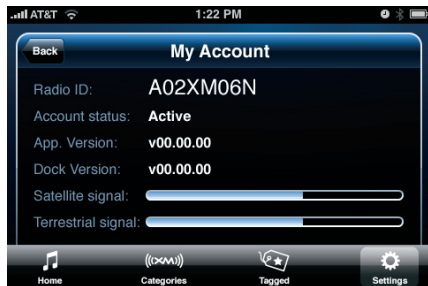 AT&T 1:22 PM
Back My Account
Radio ID: A02XM06N
Account status: Active
App. Version: v00.00.00
Dock Version: v00.00.00
Satellite signal:
Terrestrial signal:
((XM))
Home Categories Tagged Settings